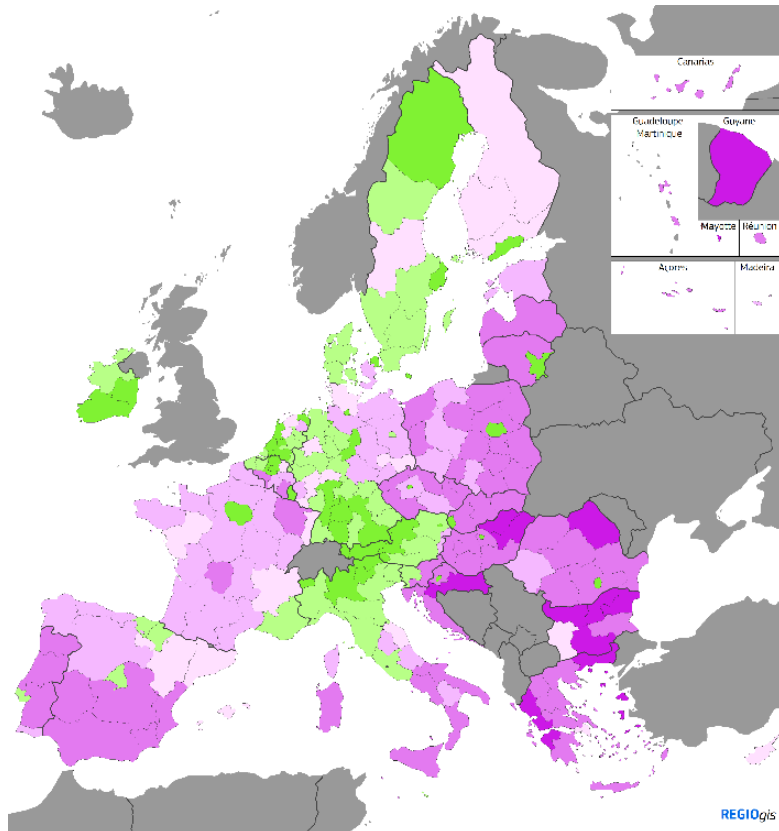 Canarias
Guadeloupe
Martinique
Guyane
Mayotte
Réunion
Açores
Madeira
REGIOgis